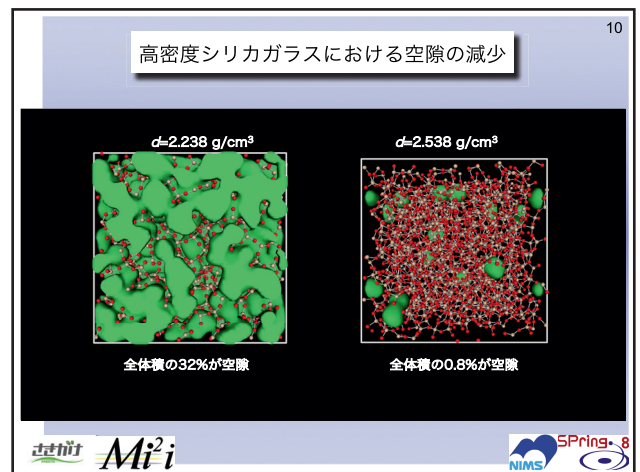 10
高密度シリカガラスにおける空隙の減少
d=2.238 g/cm³
d=2.538 g/cm³
全体積の32%が空隙
全体積の0.8%が空隙
さきがけ
Mi²i
NIMS
SPring-8